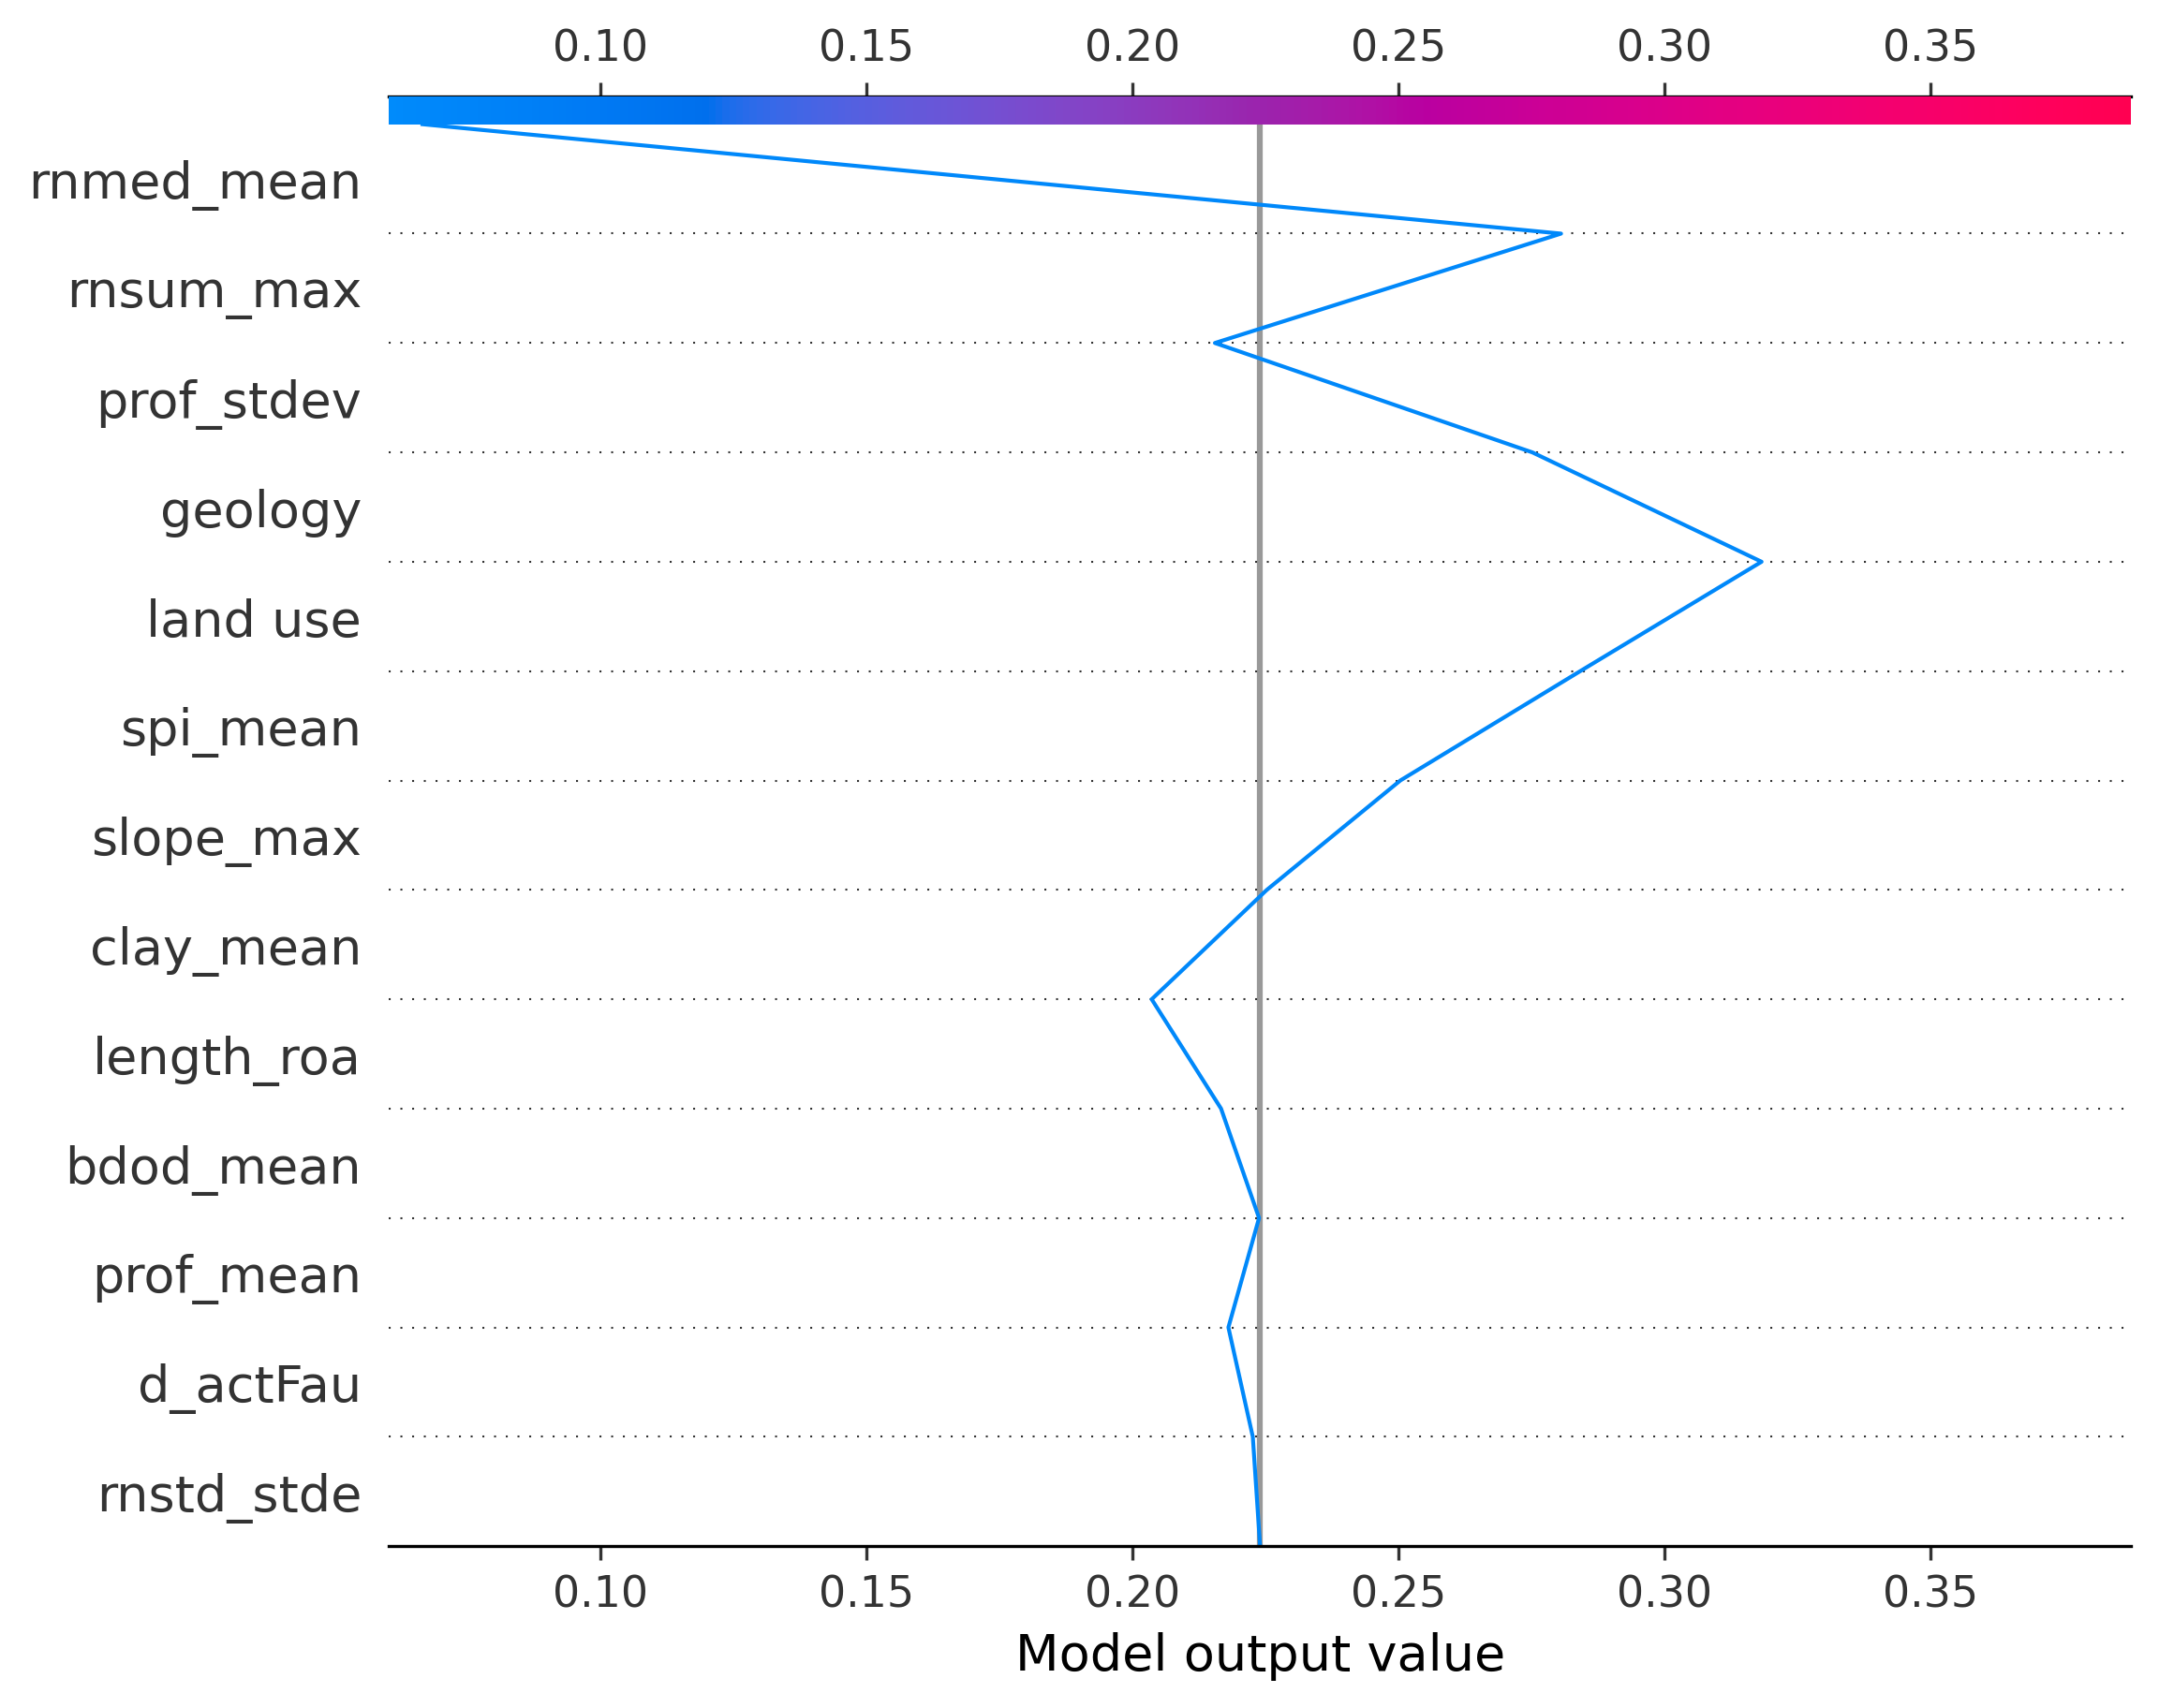 0.10 0.15 0.20 0.25 0.30 0.35
rnmed_mean
rnsum_max
prof_stdev
geology
land use
spi_mean
slope_max
clay_mean
length_roa
bdod_mean
prof_mean
d_actFau
rnstd_stde
0.10 0.15 0.20 0.25 0.30 0.35
Model output value